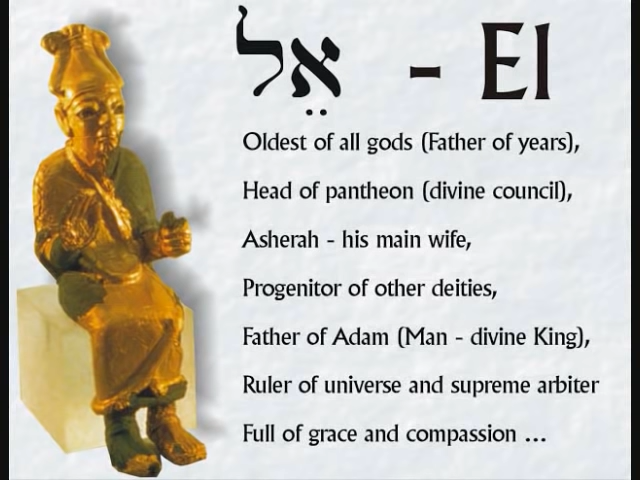 אֵל - El
Oldest of all gods (Father of years),
Head of pantheon (divine council),
Asherah - his main wife,
Progenitor of other deities,
Father of Adam (Man - divine King),
Ruler of universe and supreme arbiter
Full of grace and compassion ...